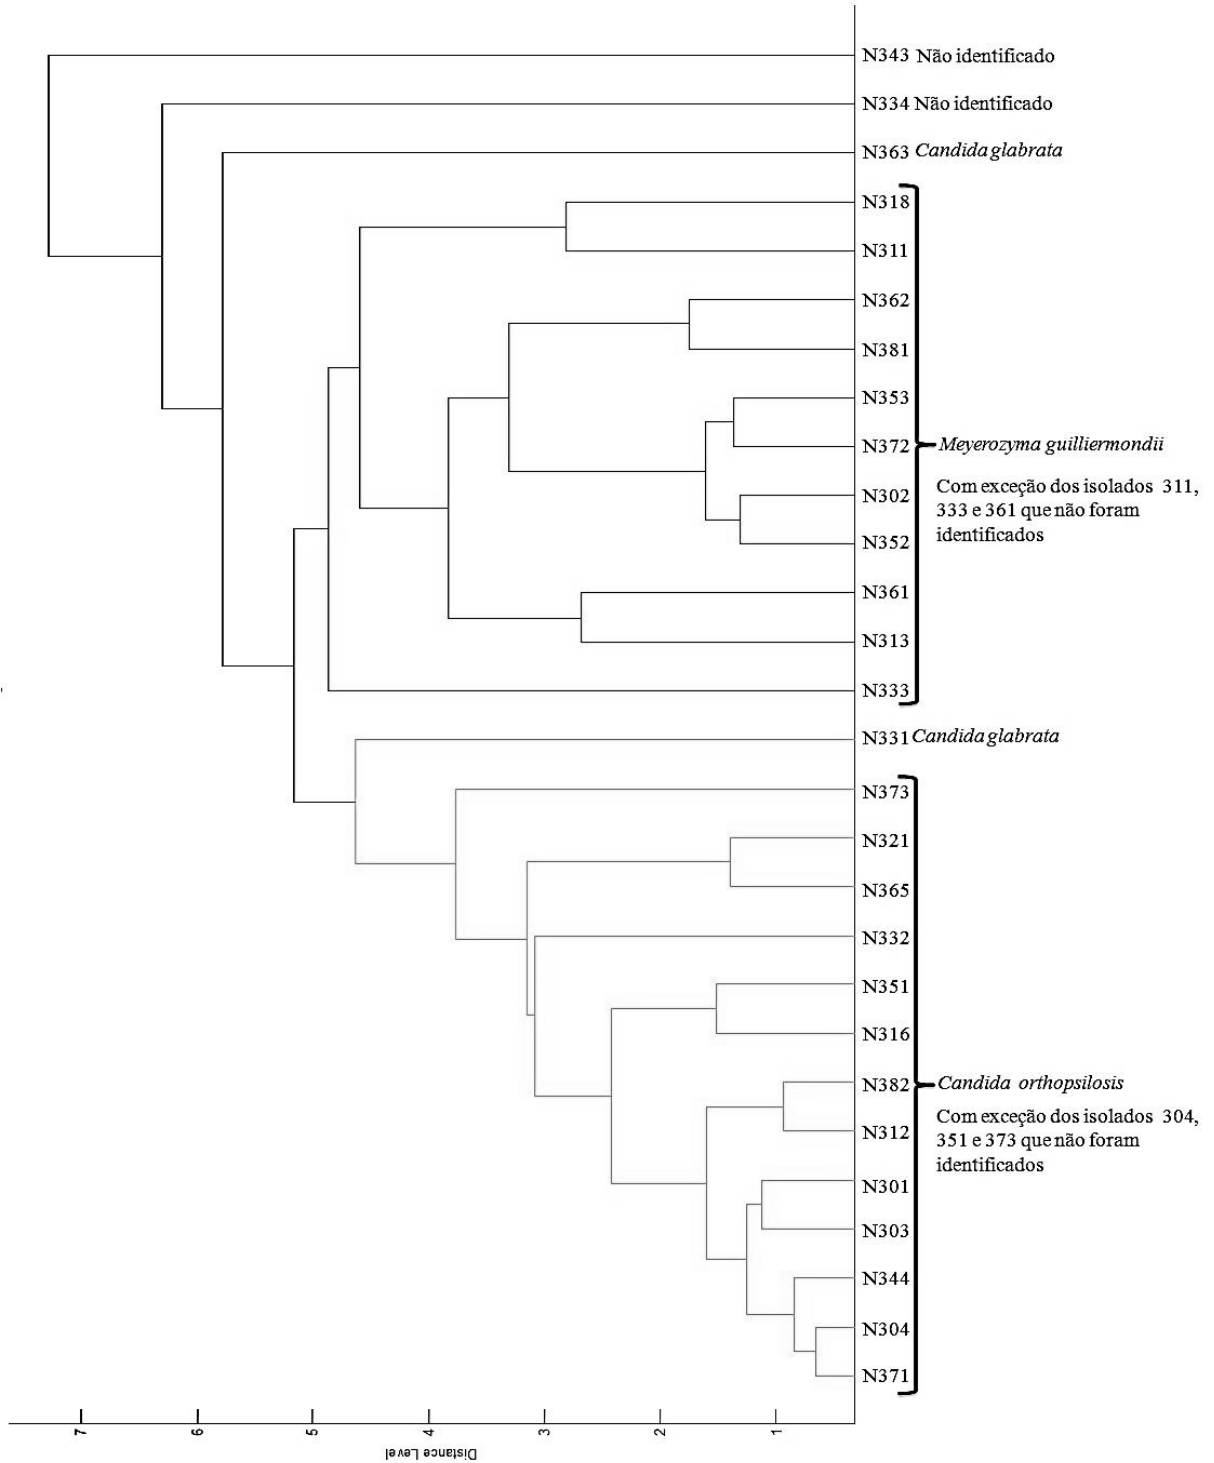 N343 Não identificado
N334 Não identificado
N363 Candida glabrata
N318
N311
N362
N381
N353
N372
Meyerozyma guilliermondii
N302
Com exceção dos isolados 311,
333 e 361 que não foram
identificados
N352
N361
N313
N333
N331 Candida glabrata
N373
N321
N365
N332
N351
N316
N382
Candida orthopsilosis
N312
Com exceção dos isolados 304,
351 e 373 que não foram
identificados
N301
N303
N344
N304
N371
7 6 5 4 3 2 1
Distance Level